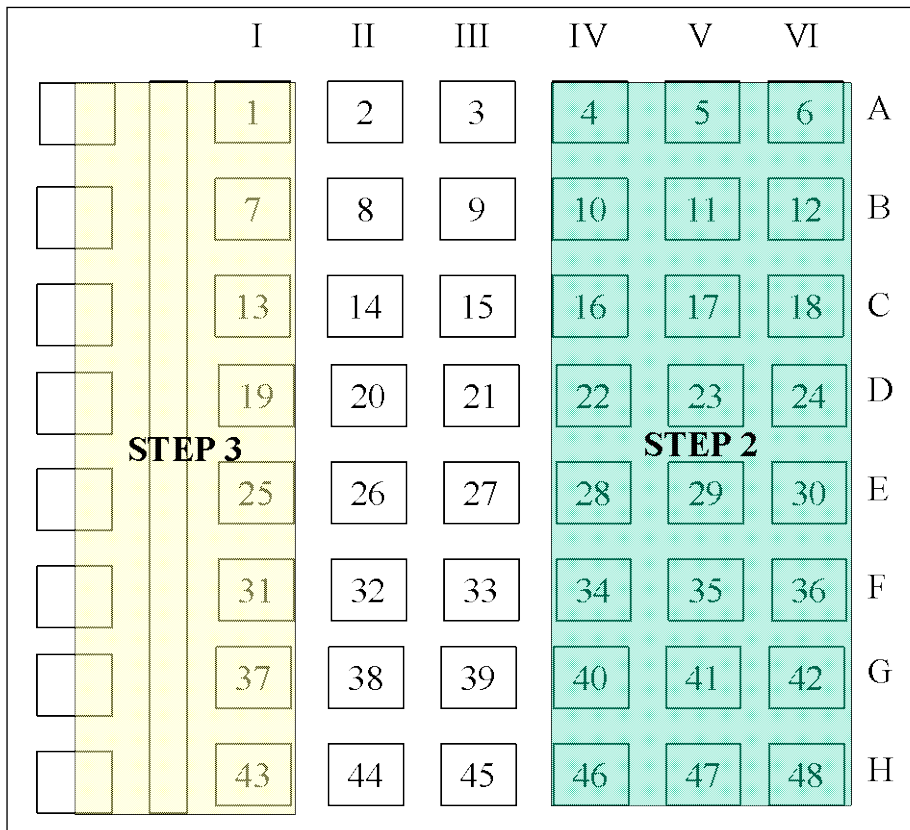 I II III IV V VI
1 2 3 4 5 6 A
7 8 9 10 11 12 B
13 14 15 16 17 18 C
19 20 21 22 23 24 D
STEP 3 STEP 2
25 26 27 28 29 30 E
31 32 33 34 35 36 F
37 38 39 40 41 42 G
43 44 45 46 47 48 H